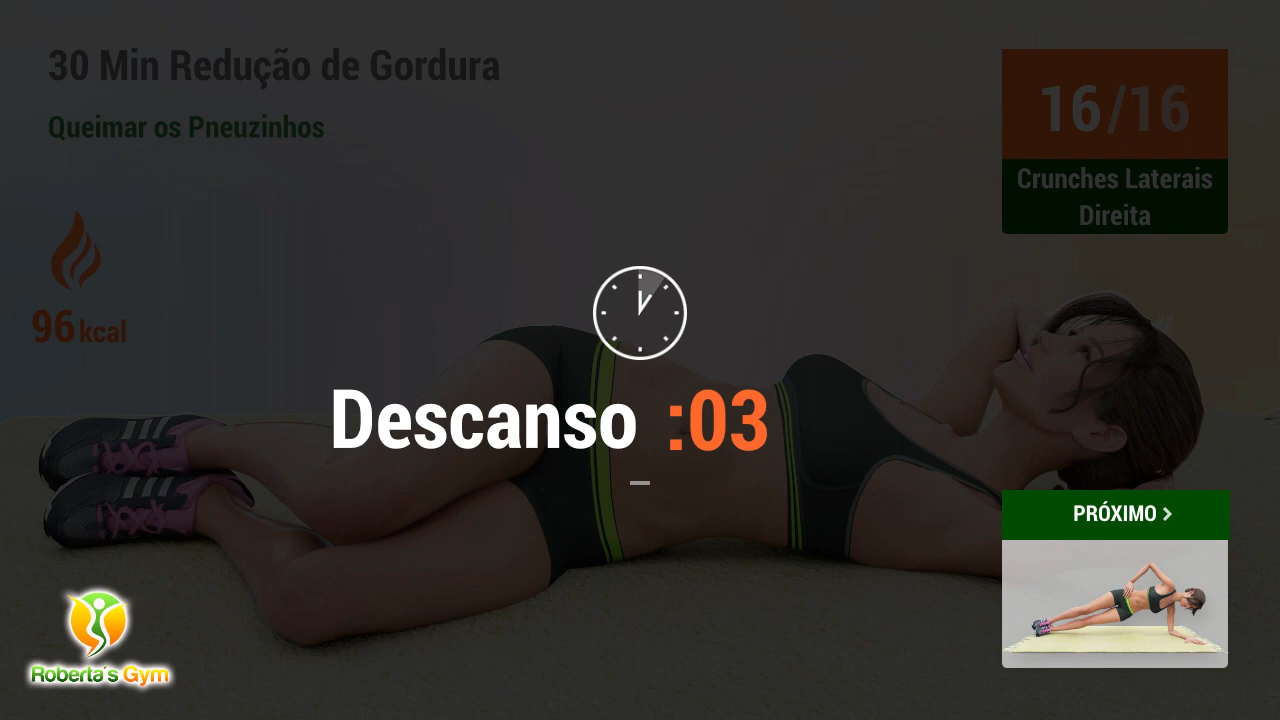 30 Min Redução de Gordura
Queimar os Pneuzinhos
16/16
Crunches Laterais
Direita
96 kcal
Descanso :03
PRÓXIMO >
Roberta´s Gym